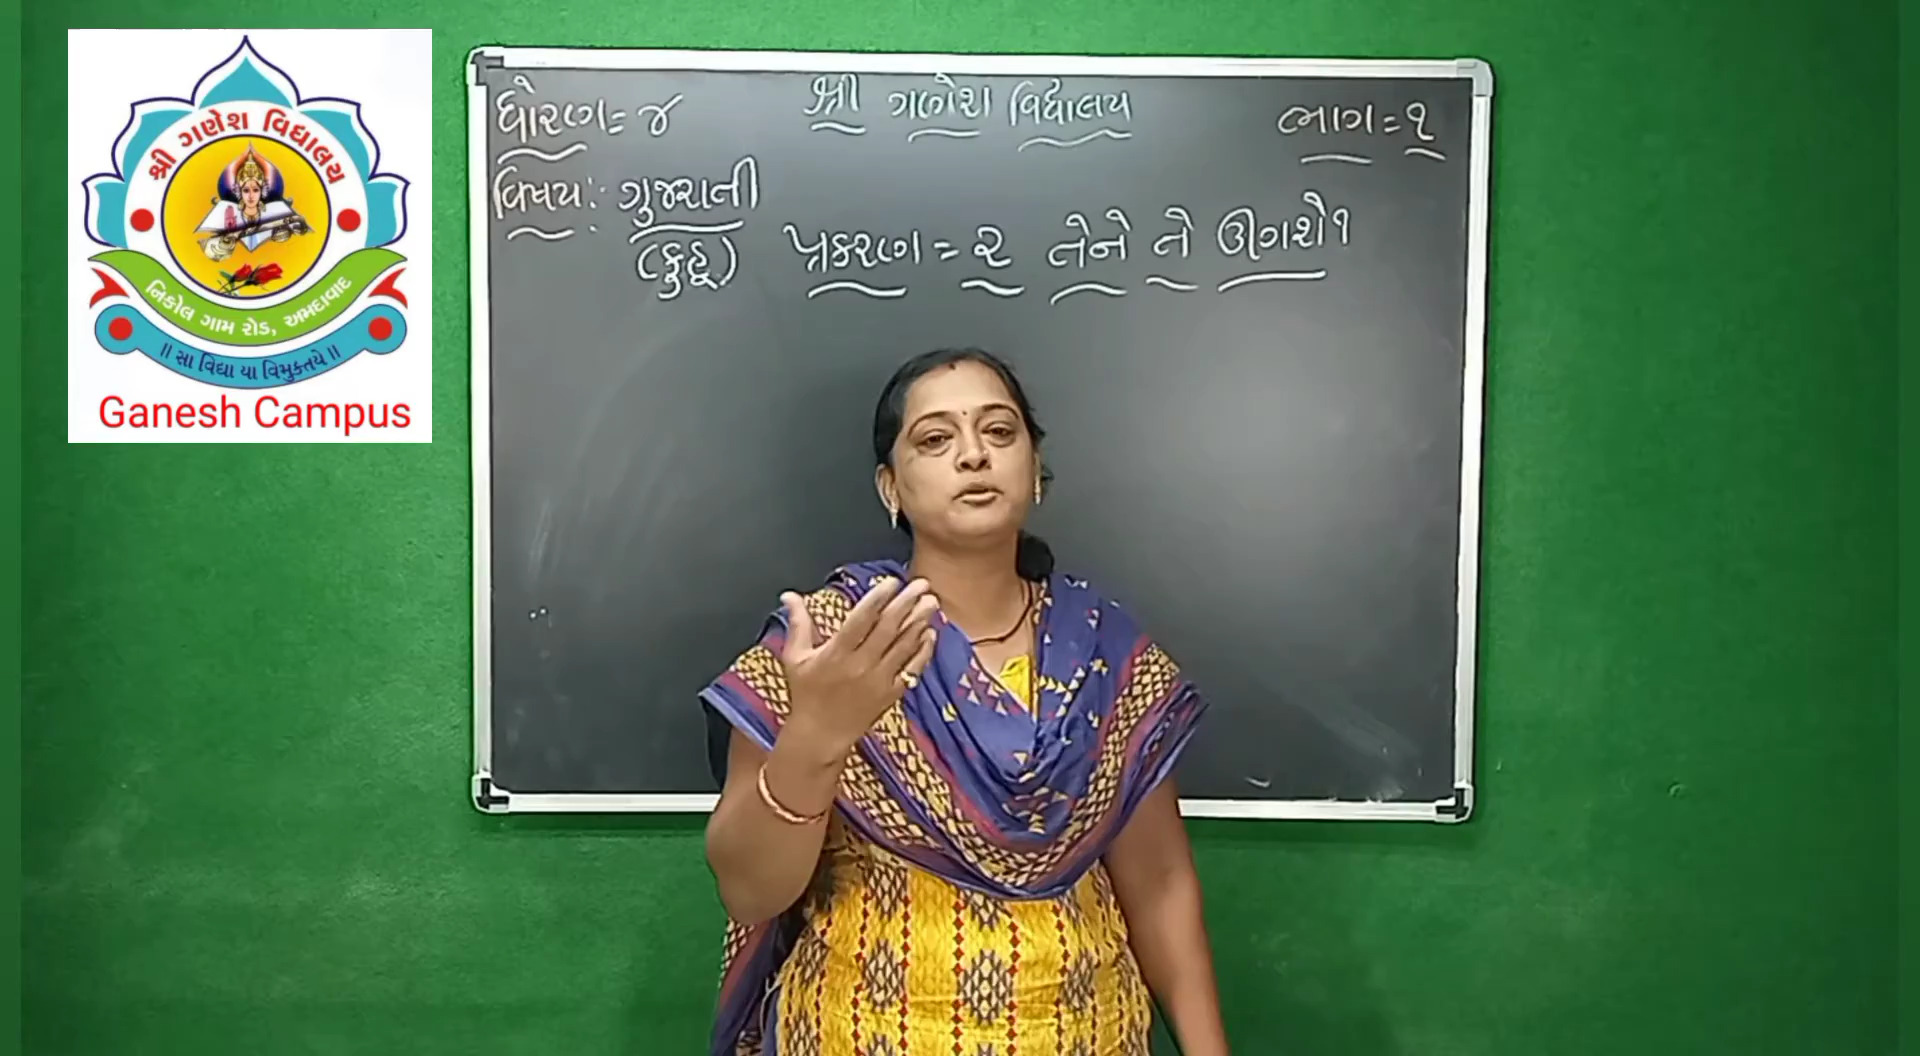 શ્રી ગણેશ વિદ્યાલય
નિકોલ ગામ રોડ, અમદાવાદ
॥ સા વિદ્યા યા વિમુક્તયે ॥
Ganesh Campus
ધોરણ = ૪
શ્રી ગણેશ વિદ્યાલય
ભાગ = ૧
વિષય : ગુજરાતી
(કુહૂ)
પ્રકરણ = ૨ તેને તે ઊગશે?